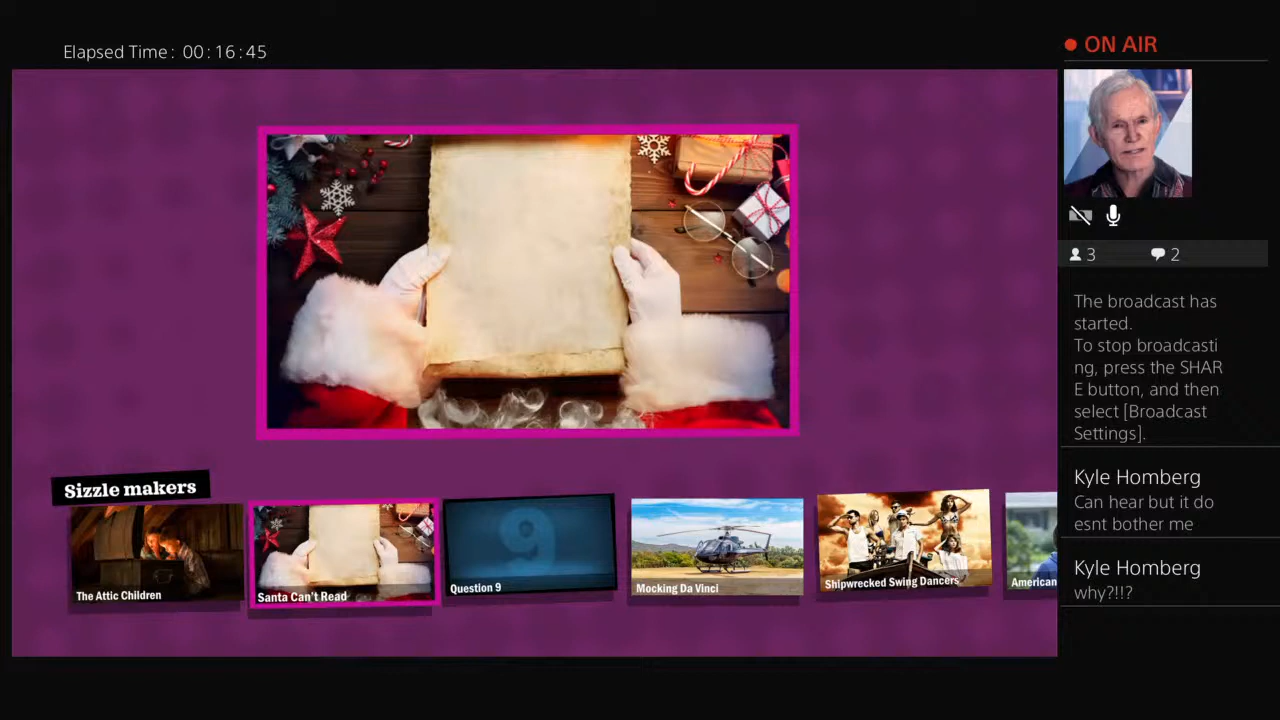 Elapsed Time: 00:16:45
ON AIR
3
2
The broadcast has
started.
To stop broadcasti
ng, press the SHAR
E button, and then
select [Broadcast
Settings].
Kyle Homberg
Can hear but it do
esnt bother me
Kyle Homberg
why?!!?
Sizzle makers
The Attic Children
Santa Can't Read
9
Question 9
Mocking Da Vinci
Shipwrecked Swing Dancers
American